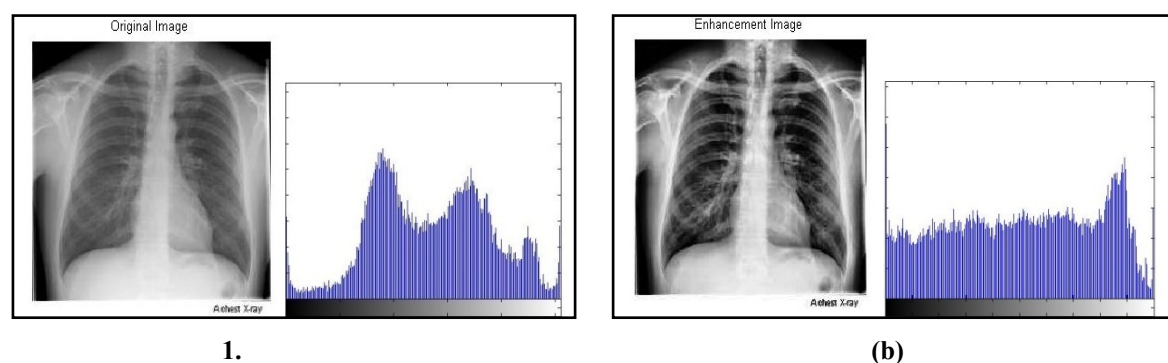 Original Image
A chest X-ray
1.
Enhancement Image
A chest X-ray
(b)